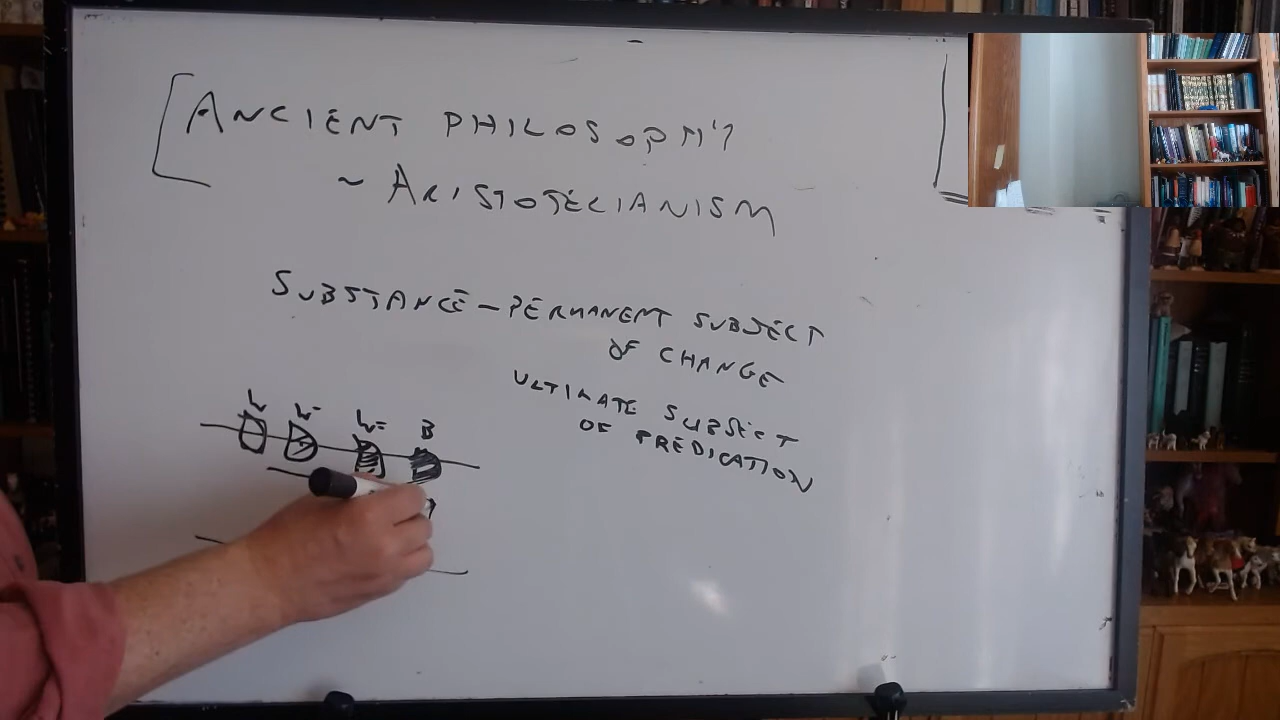 ANCIENT PHILOSOPHY
~ ARISTOTELIANISM
SUBSTANCE - PERMANENT SUBJECT
OF CHANGE
ULTIMATE SUBJECT
OF PREDICATION
W W- W= B